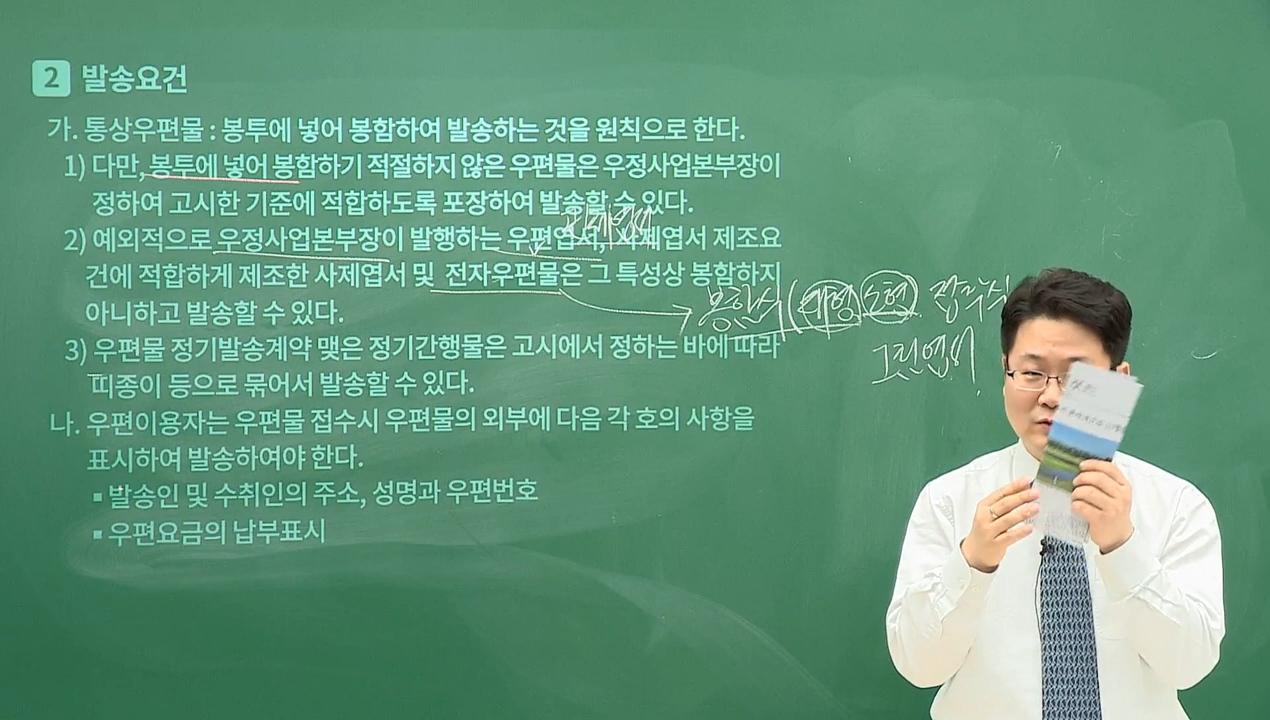 2 발송요건
가. 통상우편물 : 봉투에 넣어 봉함하여 발송하는 것을 원칙으로 한다.
1) 다만, 봉투에 넣어 봉함하기 적절하지 않은 우편물은 우정사업본부장이
정하여 고시한 기준에 적합하도록 포장하여 발송할 수 있다.
2) 예외적으로 우정사업본부장이 발행하는 우편엽서, 사제엽서 제조요
건에 적합하게 제조한 사제엽서 및 전자우편물은 그 특성상 봉함하지
아니하고 발송할 수 있다.
3) 우편물 정기발송계약 맺은 정기간행물은 고시에서 정하는 바에 따라
띠종이 등으로 묶어서 발송할 수 있다.
나. 우편이용자는 우편물 접수시 우편물의 외부에 다음 각 호의 사항을
표시하여 발송하여야 한다.
▪ 발송인 및 수취인의 주소, 성명과 우편번호
▪ 우편요금의 납부표시
봉함식(대형 소형 접착식
그린엽서